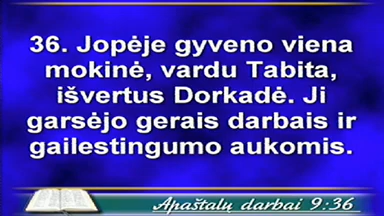 36. Jopėje gyveno viena
mokinė, vardu Tabita,
išvertus Dorkadė. Ji
garsėjo gerais darbais ir
gailestingumo aukomis.
Apaštalų darbai 9:36